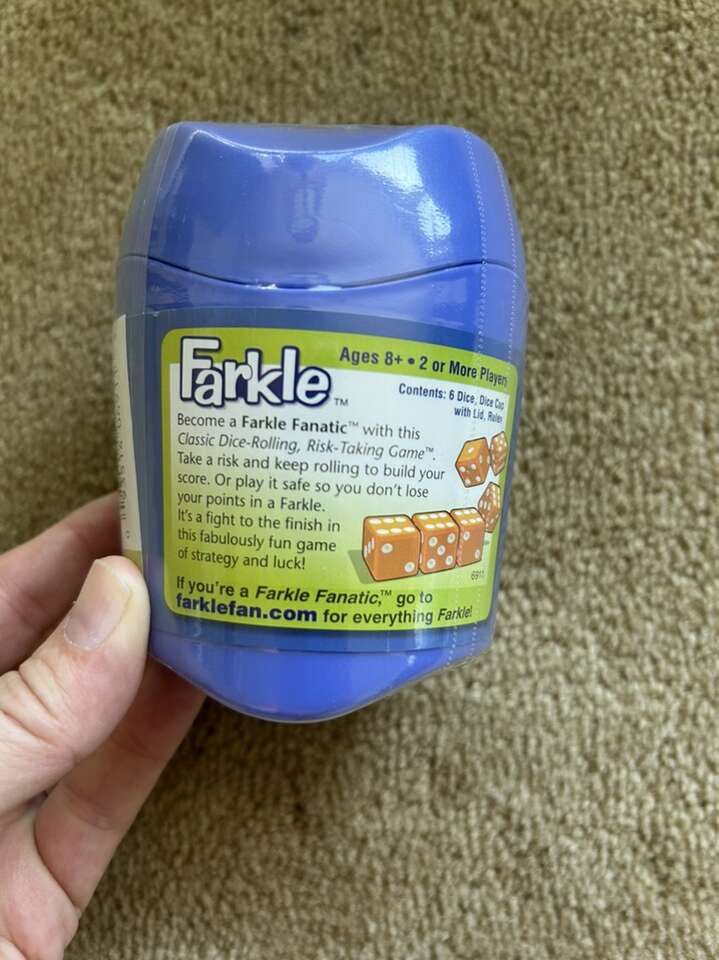 Farkle™
Ages 8+ • 2 or More Players
Contents: 6 Dice, Dice Cup
with Lid, Rules
Become a Farkle Fanatic™ with this
Classic Dice-Rolling, Risk-Taking Game™.
Take a risk and keep rolling to build your
score. Or play it safe so you don't lose
your points in a Farkle.
It's a fight to the finish in
this fabulously fun game
of strategy and luck!
If you're a Farkle Fanatic,™ go to
farklefan.com for everything Farkle!